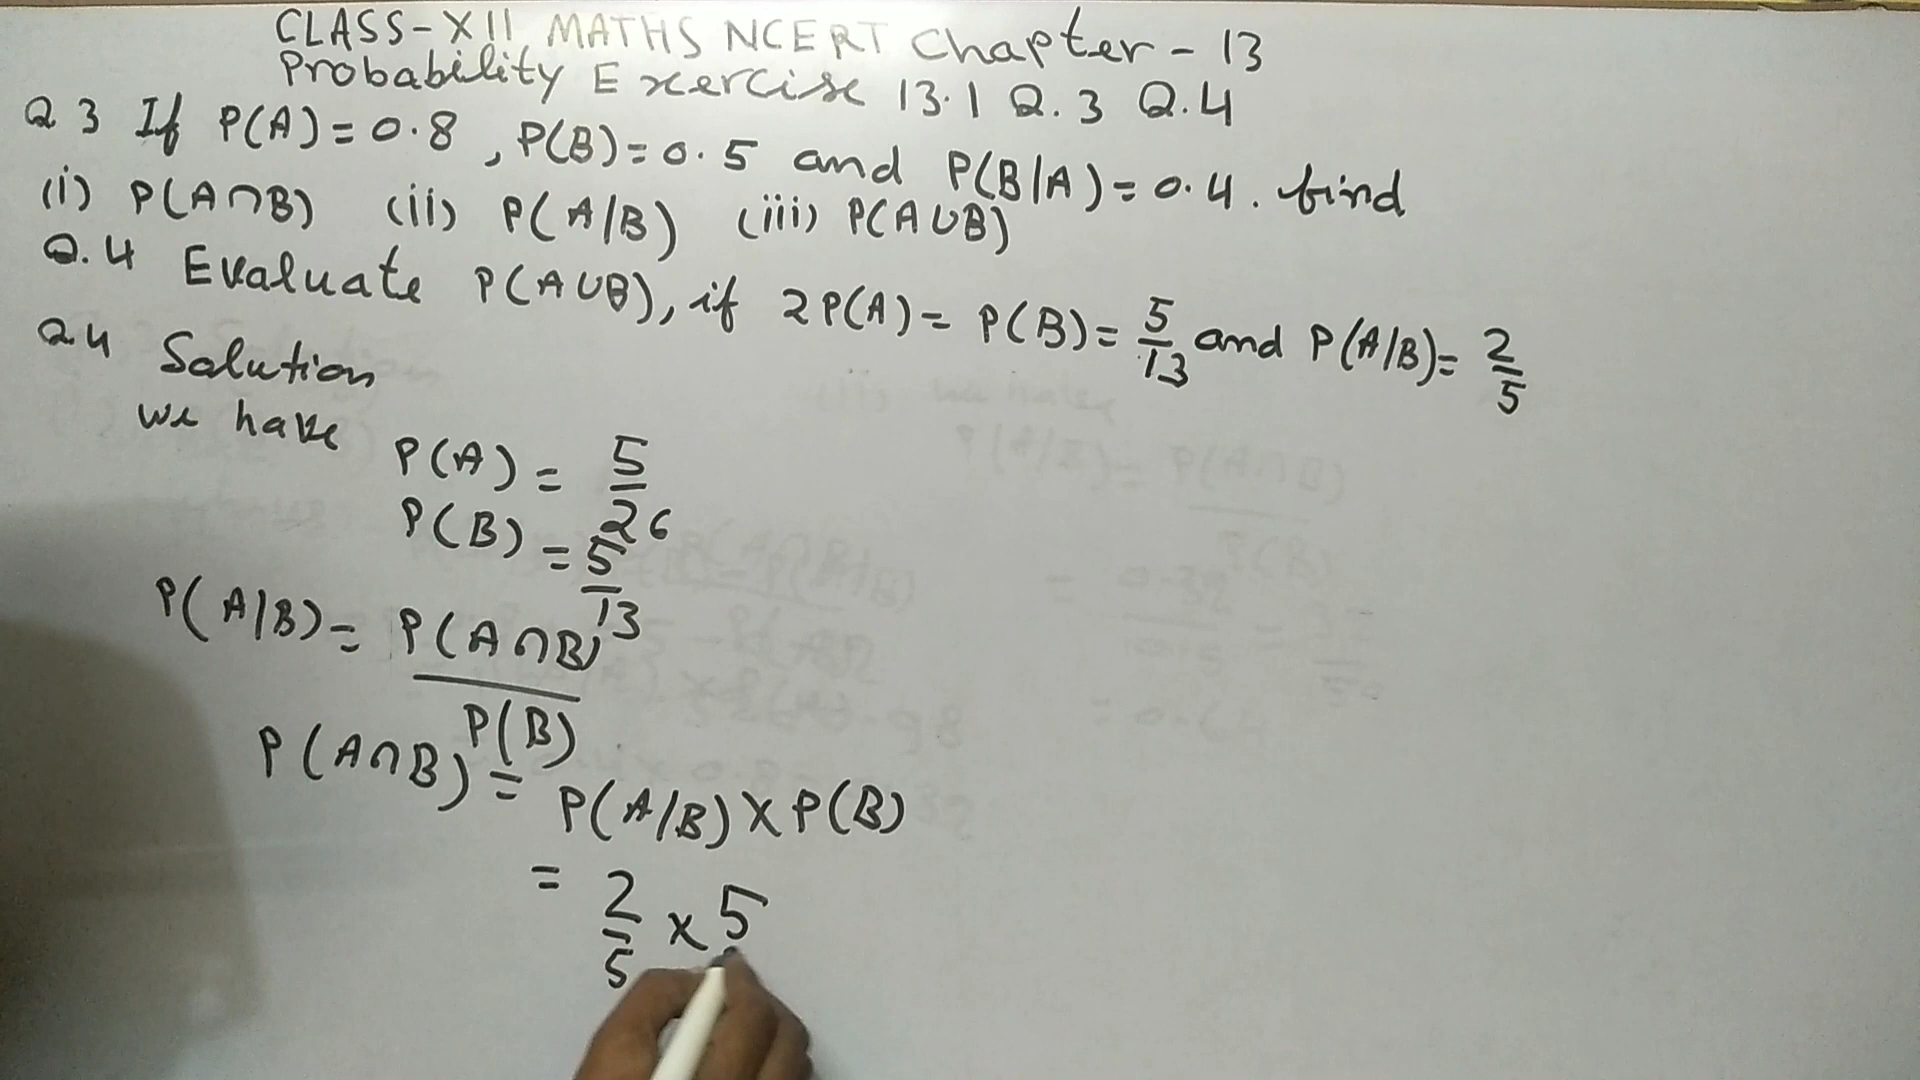 CLASS-XII MATHS NCERT Chapter-13
Probability Exercise 13.1 Q.3 Q.4
Q 3 If P(A)=0.8, P(B)=0.5 and P(B|A)=0.4. find
(i) P(A∩B) (ii) P(A/B) (iii) P(A∪B)
Q.4 Evaluate P(A∪B), if 2P(A)= P(B)= 5/13 and P(A/B)= 2/5
Q4 Solution
we have P(A) = 5/26
P(B) = 5/13
P(A|B)= P(A∩B)/P(B)
P(A∩B) = P(A/B) X P(B)
= 2/5 x 5